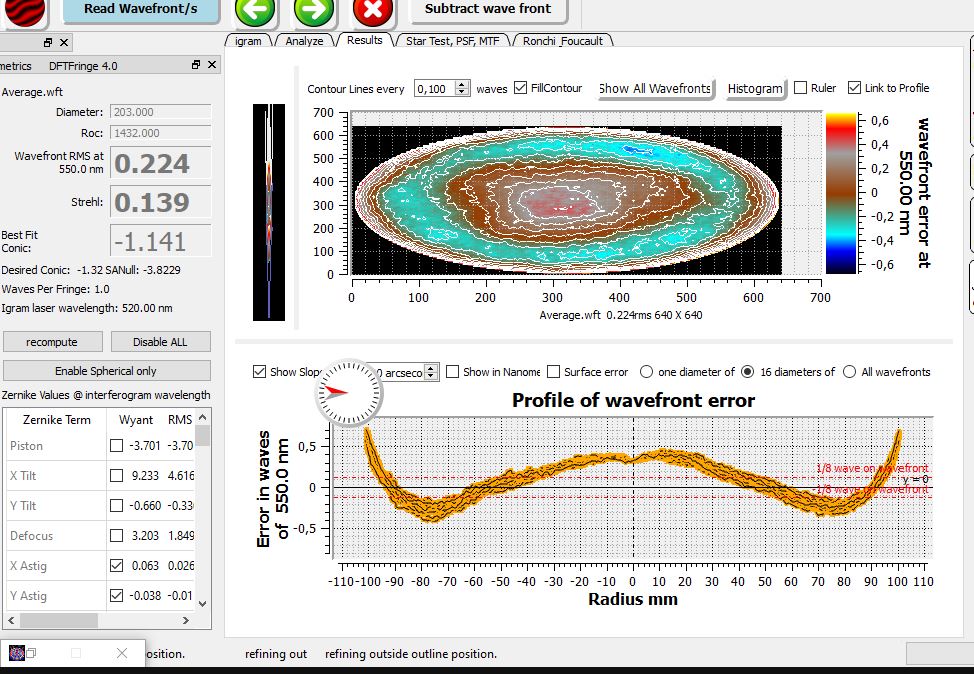 Read Wavefront/s
Subtract wave front
igram Analyze Results Star Test, PSF, MTF Ronchi_Foucault
metrics DFTFringe 4.0
Average.wft
Diameter: 203.000
Roc: 1432.000
Wavefront RMS at
550.0 nm
0.224
Strehl: 0.139
Best Fit
Conic:
-1.141
Desired Conic: -1.32 SANull: -3.8229
Waves Per Fringe: 1.0
Igram laser wavelength: 520.00 nm
recompute Disable ALL
Enable Spherical only
Zernike Values @ interferogram wavelength
Zernike Term Wyant RMS
Piston -3.701 -3.70
X Tilt 9.233 4.616
Y Tilt -0.660 -0.33
Defocus 3.203 1.849
X Astig 0.063 0.026
Y Astig -0.038 -0.01
Contour Lines every 0,100 waves FillContour Show All Wavefronts Histogram Ruler Link to Profile
700
600
500
400
300
200
100
0
0 100 200 300 400 500 600 700
Average.wft 0.224rms 640 X 640
0,6
0,4
0,2
0
-0,2
-0,4
-0,6
wavefront error at
550.00 nm
Show Slop 0 arcseco Show in Nanome Surface error one diameter of 16 diameters of All wavefronts
Profile of wavefront error
Error in waves
of 550.0 nm
0,5
0
-0,5
1/8 wave on wavefront
y = 0
-1/8 wave on wavefront
-110 -100 -90 -80 -70 -60 -50 -40 -30 -20 -10 0 10 20 30 40 50 60 70 80 90 100 110
Radius mm
osition. refining out refining outside outline position.